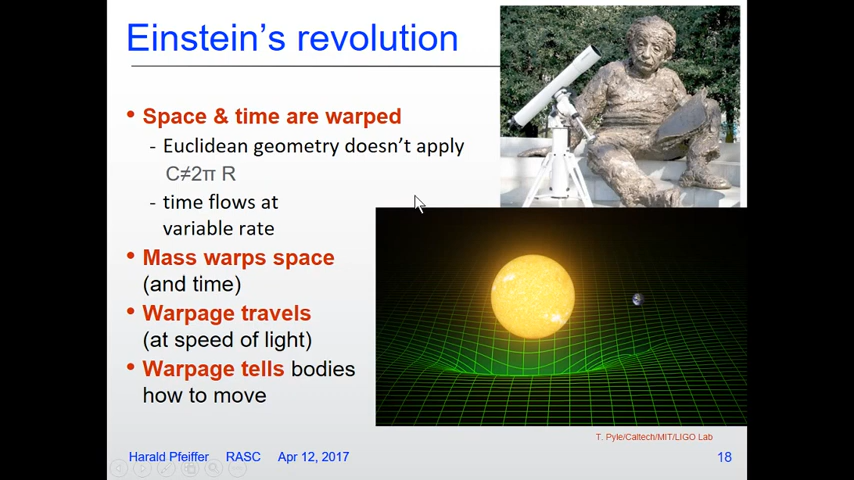 Einstein's revolution
• Space & time are warped
- Euclidean geometry doesn't apply
C≠2π R
- time flows at
variable rate
• Mass warps space
(and time)
• Warpage travels
(at speed of light)
• Warpage tells bodies
how to move
T. Pyle/Caltech/MIT/LIGO Lab
Harald Pfeiffer RASC Apr 12, 2017
18